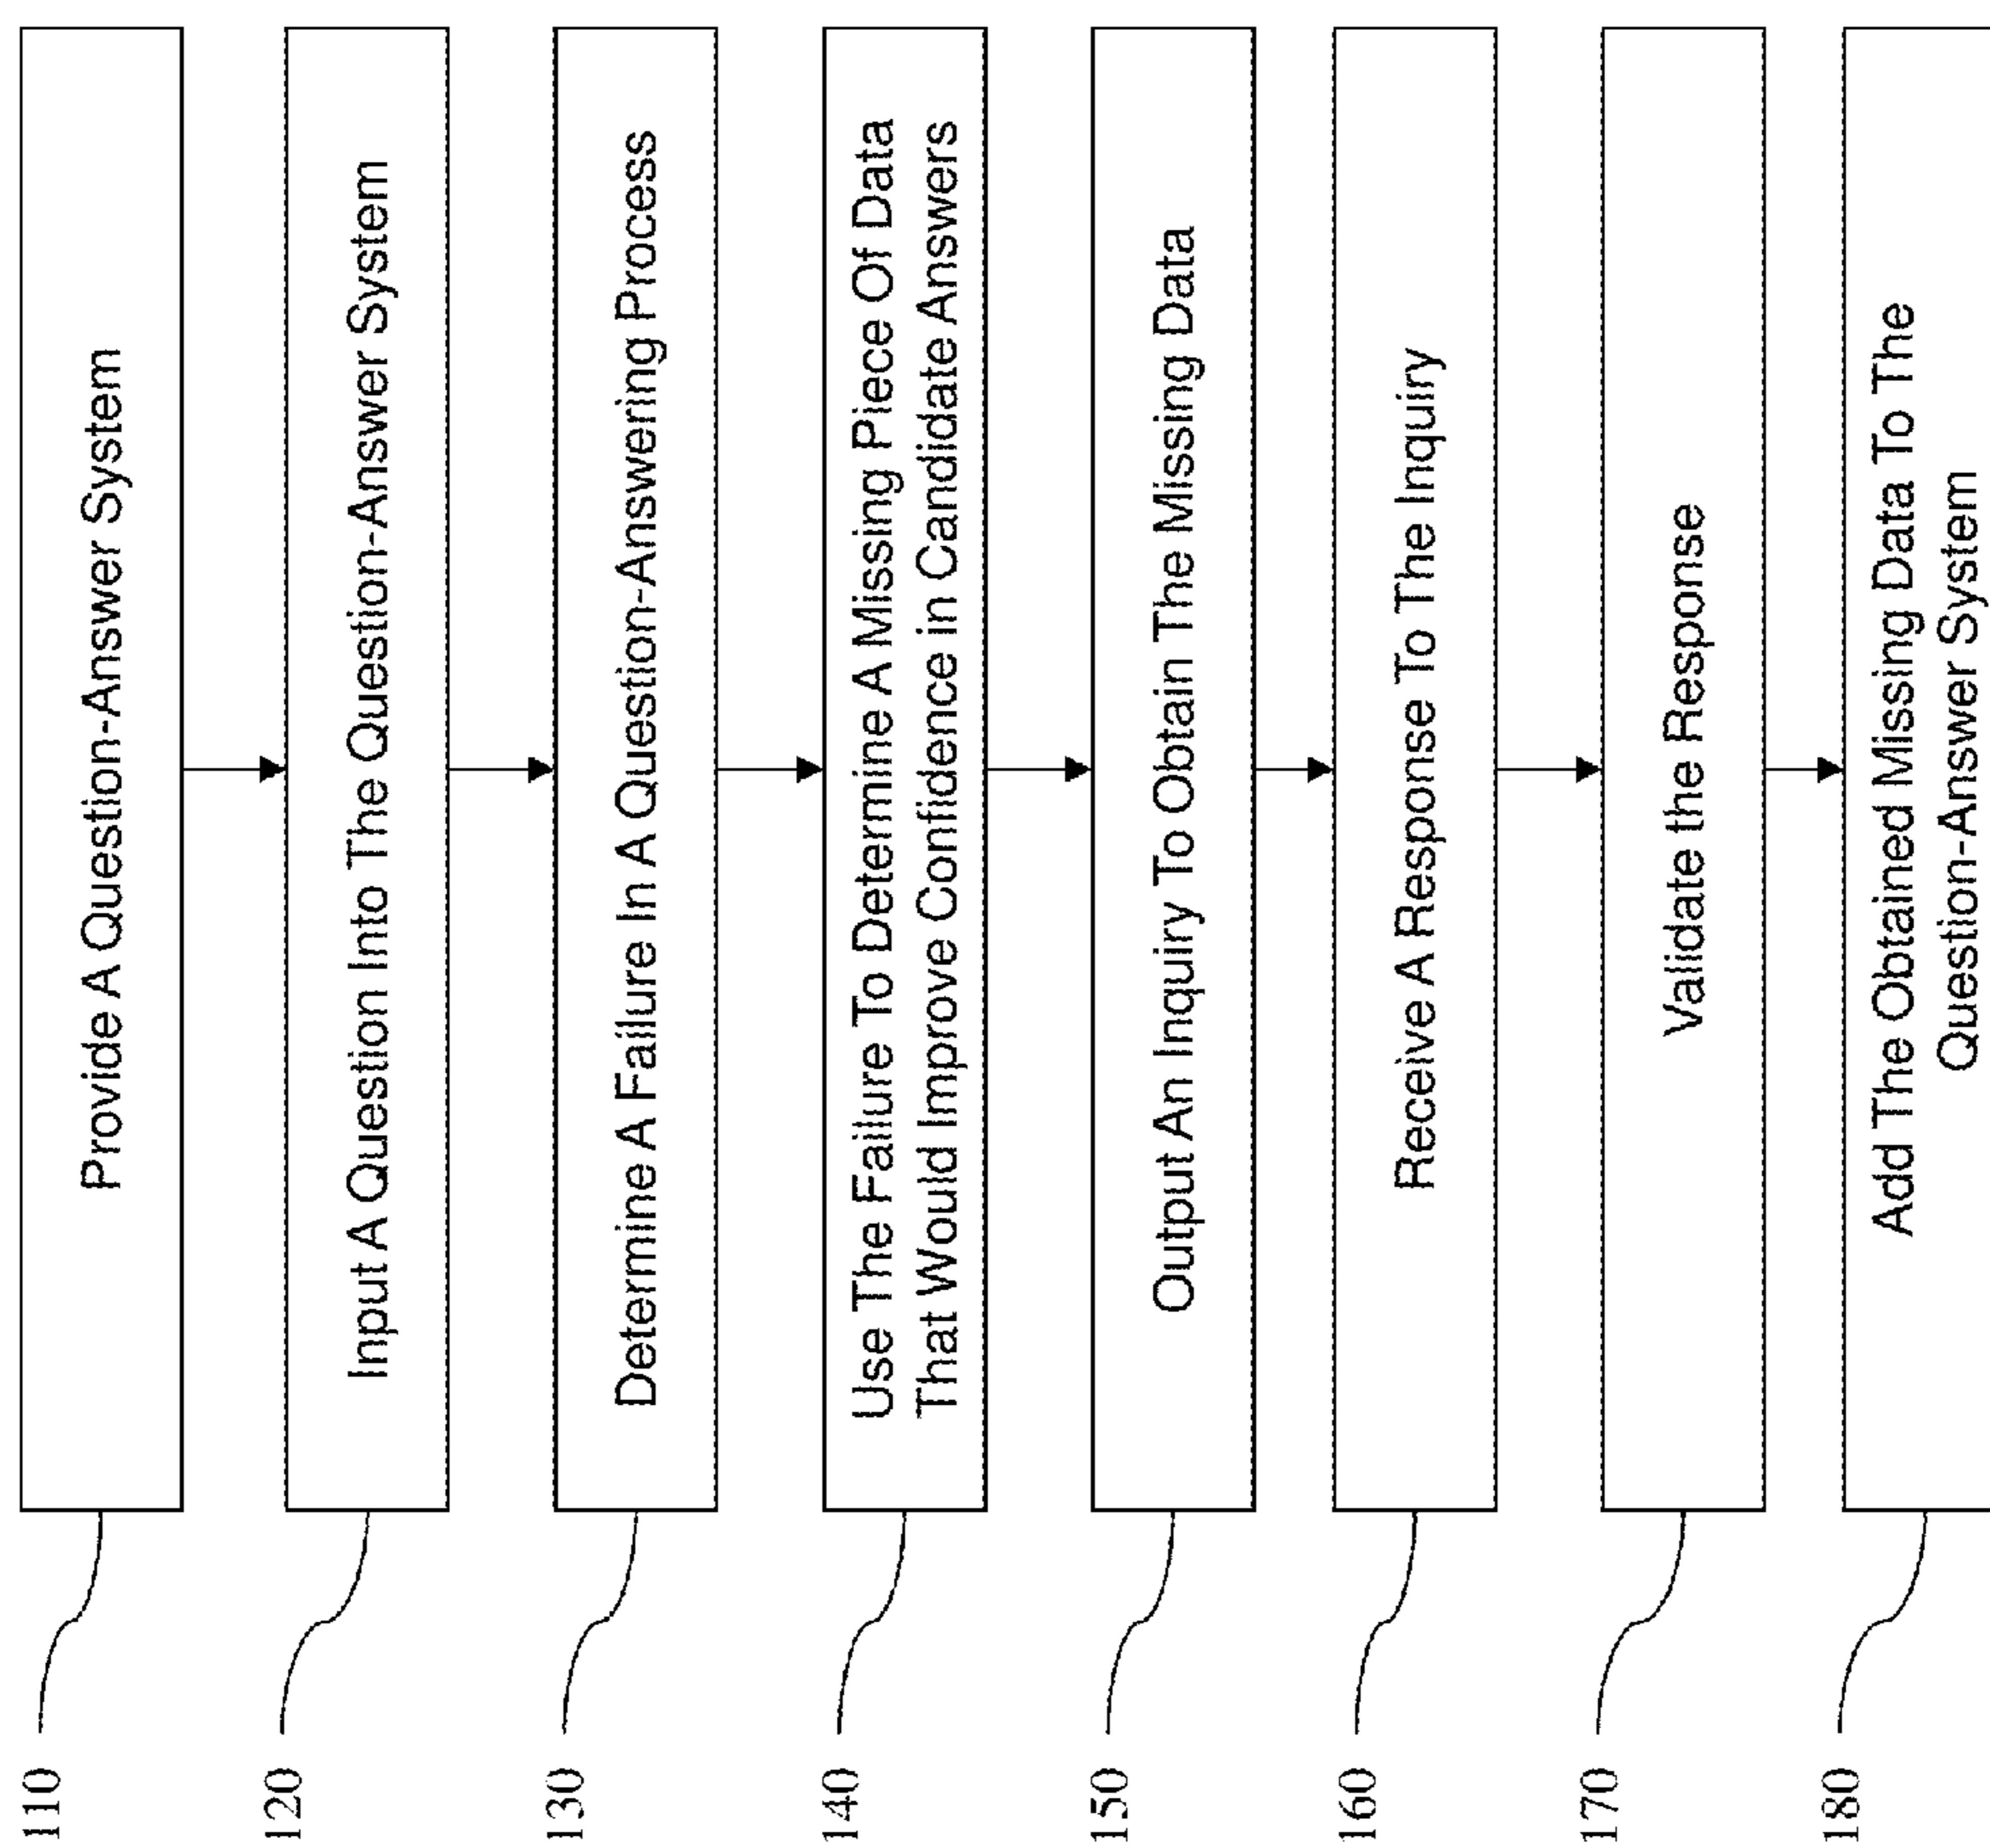 110
Provide A Question-Answer System
120
Input A Question Into The Question-Answer System
130
Determine A Failure In A Question-Answering Process
140
Use The Failure To Determine A Missing Piece Of Data
That Would Improve Confidence in Candidate Answers
150
Output An Inquiry To Obtain The Missing Data
160
Receive A Response To The Inquiry
170
Validate the Response
180
Add The Obtained Missing Data To The
Question-Answer System